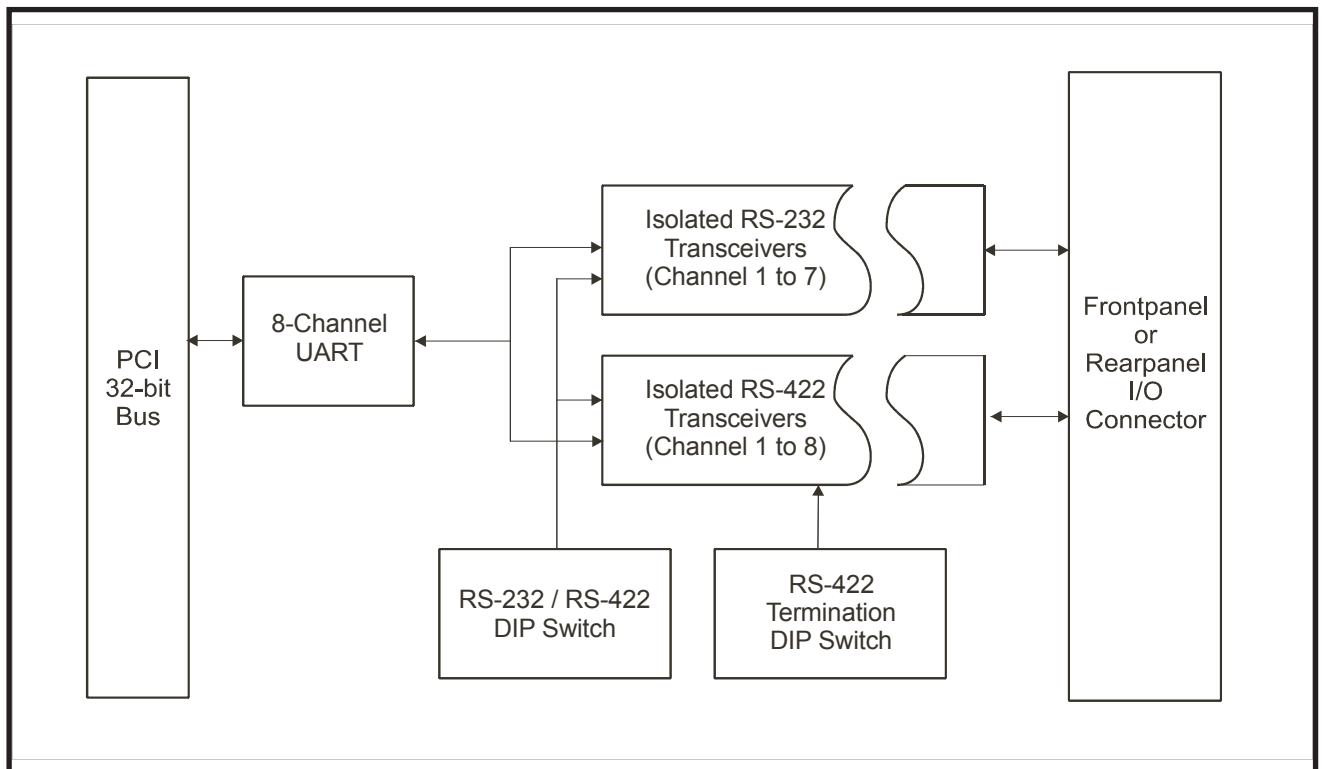 PCI
32-bit
Bus
8-Channel
UART
Isolated RS-232
Transceivers
(Channel 1 to 7)
Isolated RS-422
Transceivers
(Channel 1 to 8)
RS-232 / RS-422
DIP Switch
RS-422
Termination
DIP Switch
Frontpanel
or
Rearpanel
I/O
Connector